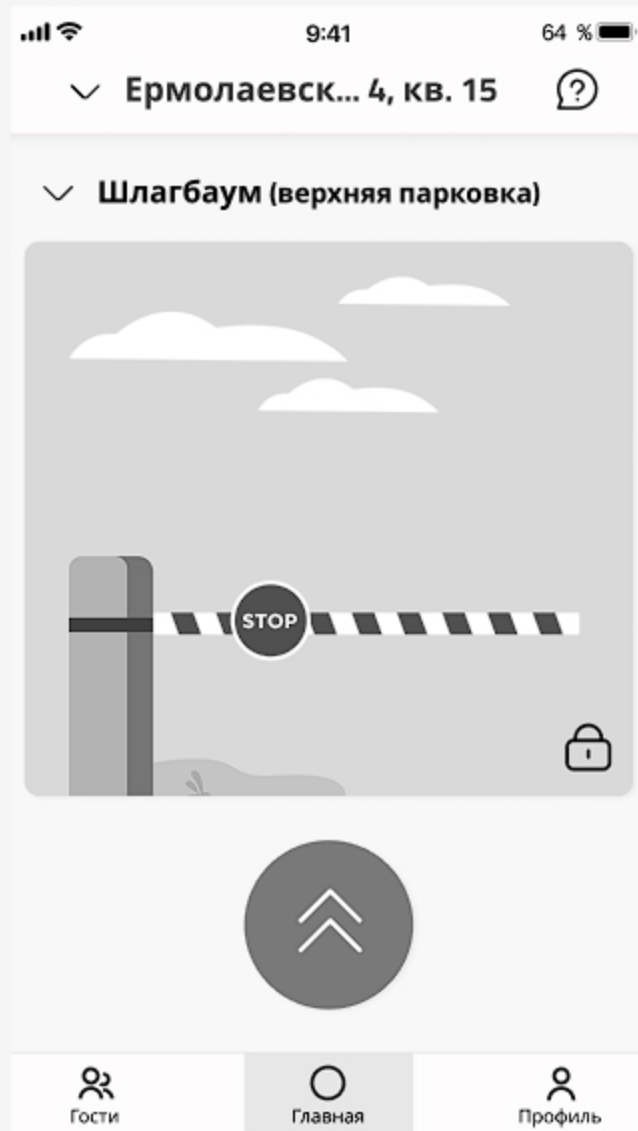 9:41
64 %
Ермолаевск... 4, кв. 15
Шлагбаум (верхняя парковка)
STOP
Гости
Главная
Профиль